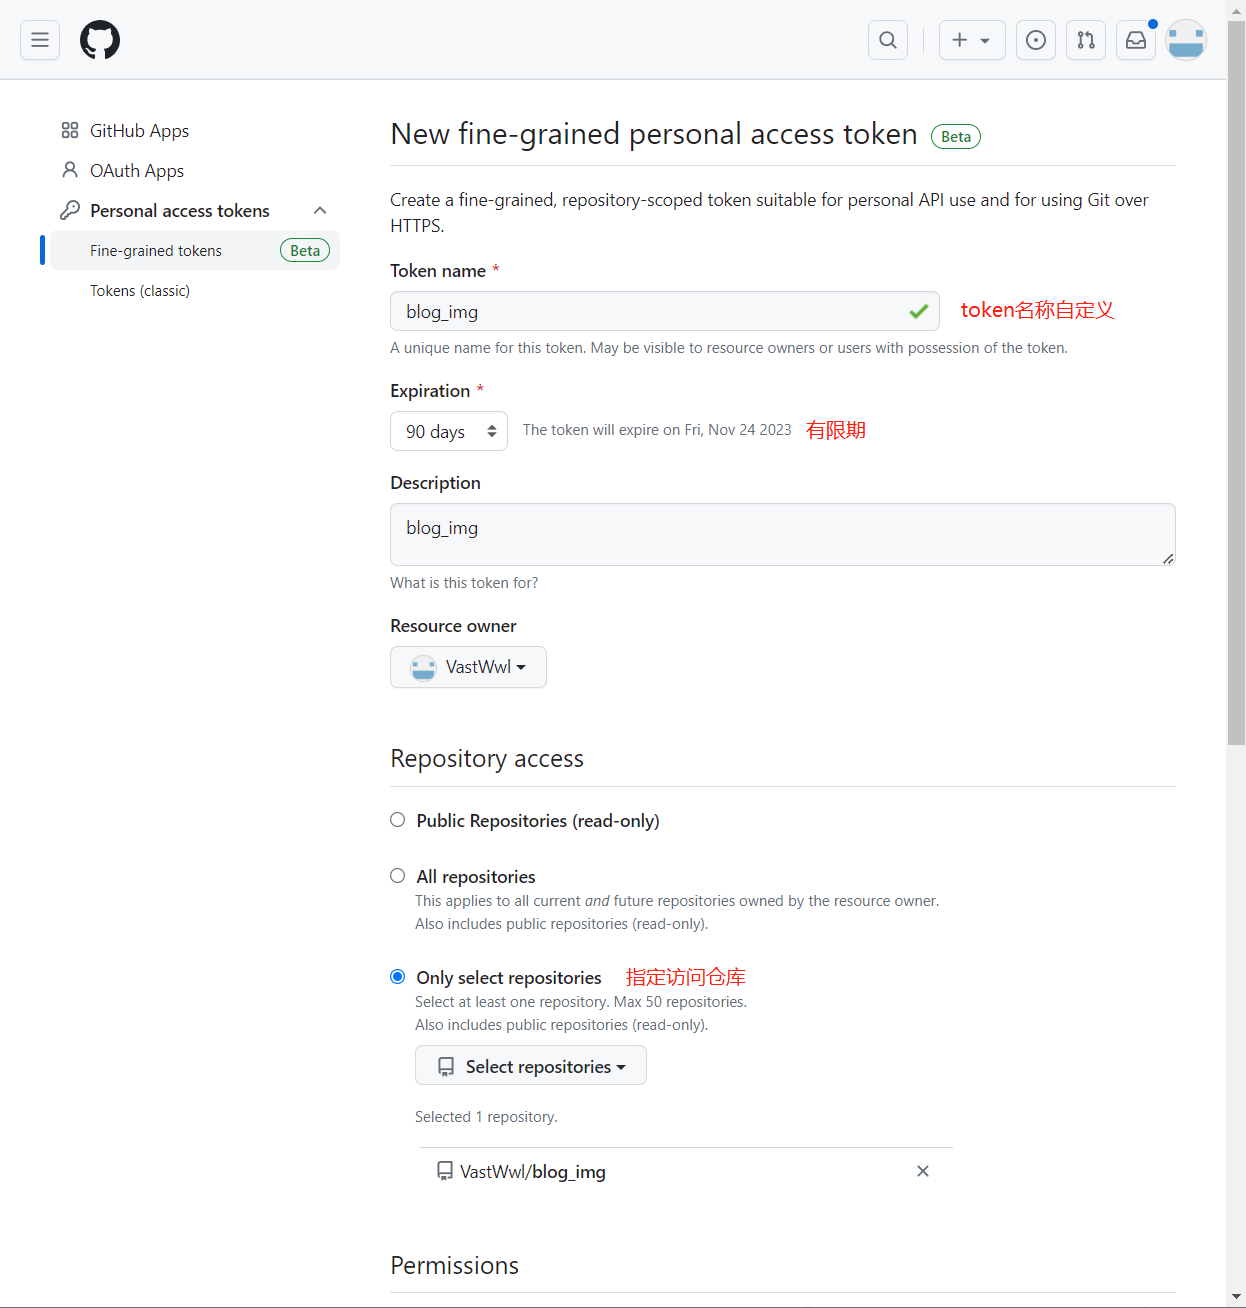 GitHub Apps
OAuth Apps
Personal access tokens
Fine-grained tokens Beta
Tokens (classic)
New fine-grained personal access token Beta
Create a fine-grained, repository-scoped token suitable for personal API use and for using Git over
HTTPS.
Token name *
blog_img token名称自定义
A unique name for this token. May be visible to resource owners or users with possession of the token.
Expiration *
90 days The token will expire on Fri, Nov 24 2023 有限期
Description
blog_img
What is this token for?
Resource owner
VastWwl
Repository access
Public Repositories (read-only)
All repositories
This applies to all current and future repositories owned by the resource owner.
Also includes public repositories (read-only).
Only select repositories 指定访问仓库
Select at least one repository. Max 50 repositories.
Also includes public repositories (read-only).
Select repositories
Selected 1 repository.
VastWwl/blog_img
Permissions